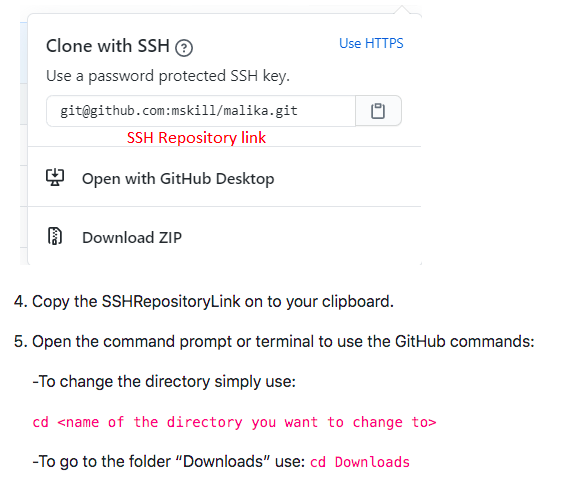 Clone with SSH ?
Use HTTPS
Use a password protected SSH key.
git@github.com:mskill/malika.git
SSH Repository link
Open with GitHub Desktop
Download ZIP
4. Copy the SSHRepositoryLink on to your clipboard.
5. Open the command prompt or terminal to use the GitHub commands:
-To change the directory simply use:
cd <name of the directory you want to change to>
-To go to the folder “Downloads” use: cd Downloads